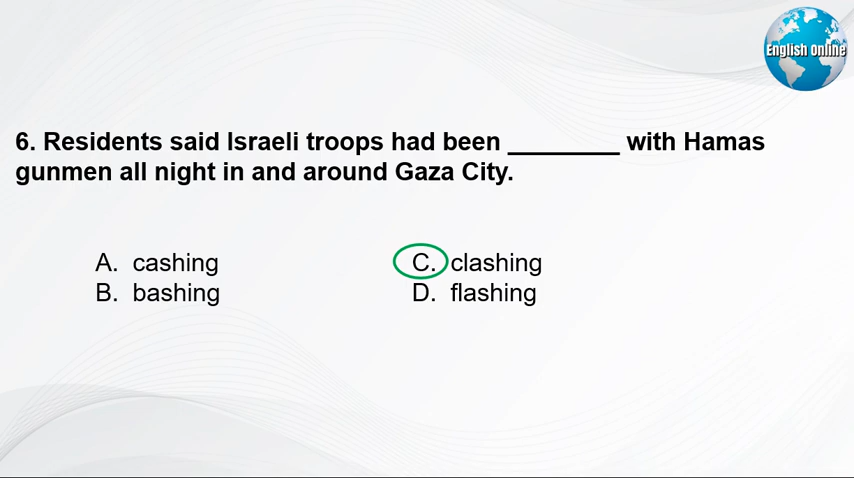 English Online
6. Residents said Israeli troops had been ________ with Hamas
gunmen all night in and around Gaza City.
A. cashing
B. bashing
C. clashing
D. flashing